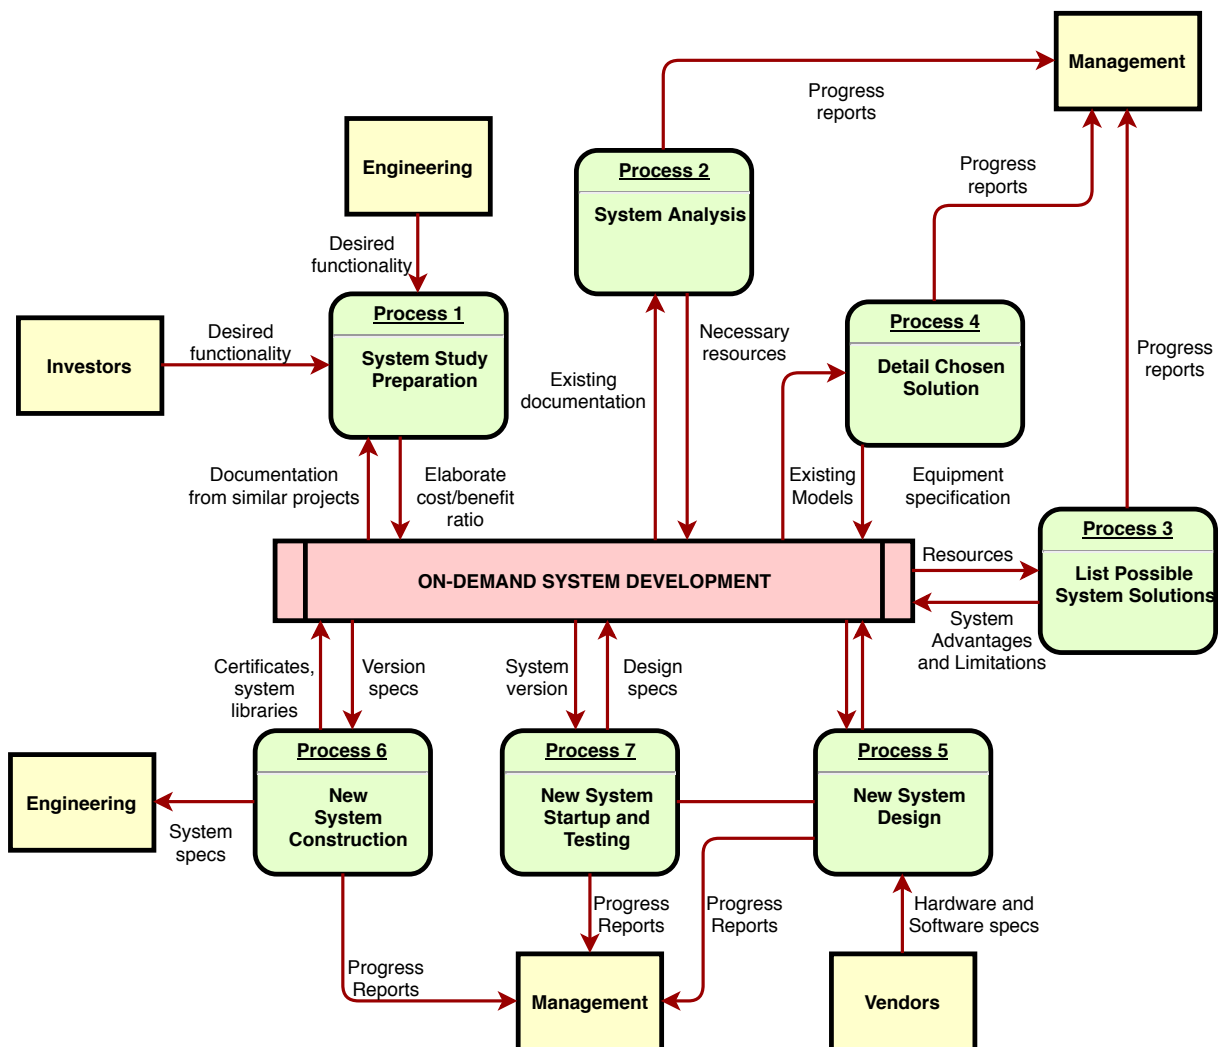 Management
Progress
reports
Engineering
Process 2
System Analysis
Progress
reports
Desired
functionality
Process 1
System Study
Preparation
Investors
Desired
functionality
Necessary
resources
Process 4
Detail Chosen
Solution
Progress
reports
Existing
documentation
Documentation
from similar projects
Elaborate
cost/benefit
ratio
Existing
Models
Equipment
specification
Process 3
List Possible
System Solutions
Resources
ON-DEMAND SYSTEM DEVELOPMENT
System
Advantages
and Limitations
Certificates,
system
libraries
Version
specs
System
version
Design
specs
Process 6
New
System
Construction
Process 7
New System
Startup and
Testing
Process 5
New System
Design
Engineering
System
specs
Progress
Reports
Progress
Reports
Hardware and
Software specs
Progress
Reports
Management
Vendors